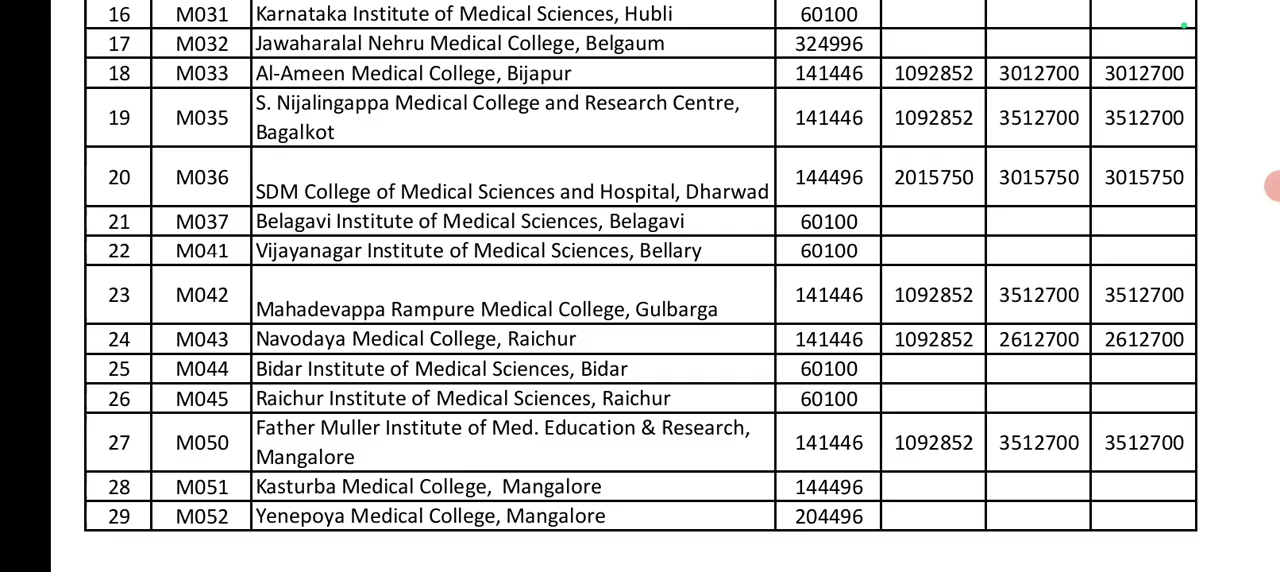 16 M031 Karnataka Institute of Medical Sciences, Hubli 60100
17 M032 Jawaharalal Nehru Medical College, Belgaum 324996
18 M033 Al-Ameen Medical College, Bijapur 141446 1092852 3012700 3012700
19 M035 S. Nijalingappa Medical College and Research Centre,
Bagalkot 141446 1092852 3512700 3512700
20 M036 SDM College of Medical Sciences and Hospital, Dharwad 144496 2015750 3015750 3015750
21 M037 Belagavi Institute of Medical Sciences, Belagavi 60100
22 M041 Vijayanagar Institute of Medical Sciences, Bellary 60100
23 M042 Mahadevappa Rampure Medical College, Gulbarga 141446 1092852 3512700 3512700
24 M043 Navodaya Medical College, Raichur 141446 1092852 2612700 2612700
25 M044 Bidar Institute of Medical Sciences, Bidar 60100
26 M045 Raichur Institute of Medical Sciences, Raichur 60100
27 M050 Father Muller Institute of Med. Education & Research,
Mangalore 141446 1092852 3512700 3512700
28 M051 Kasturba Medical College, Mangalore 144496
29 M052 Yenepoya Medical College, Mangalore 204496